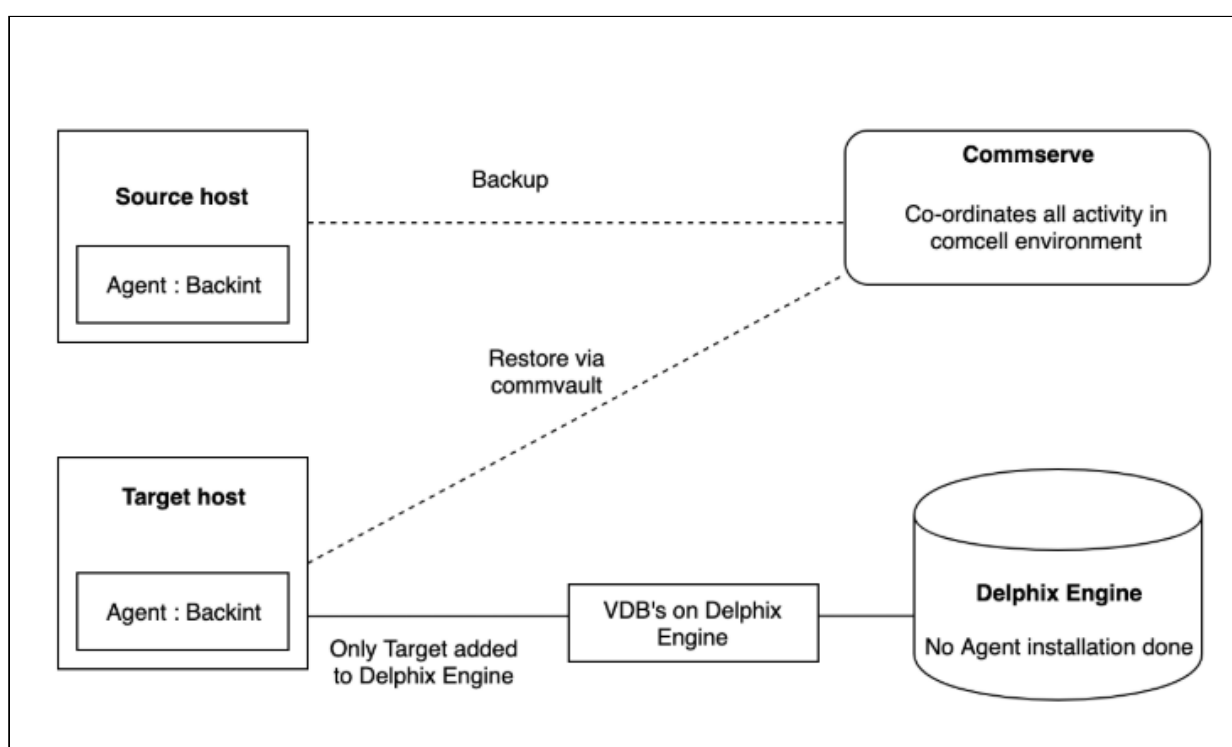 Source host
Agent : Backint
Backup
Commserve
Co-ordinates all activity in
comcell environment
Restore via
commvault
Target host
Agent : Backint
Only Target added
to Delphix Engine
VDB's on Delphix
Engine
Delphix Engine
No Agent installation done